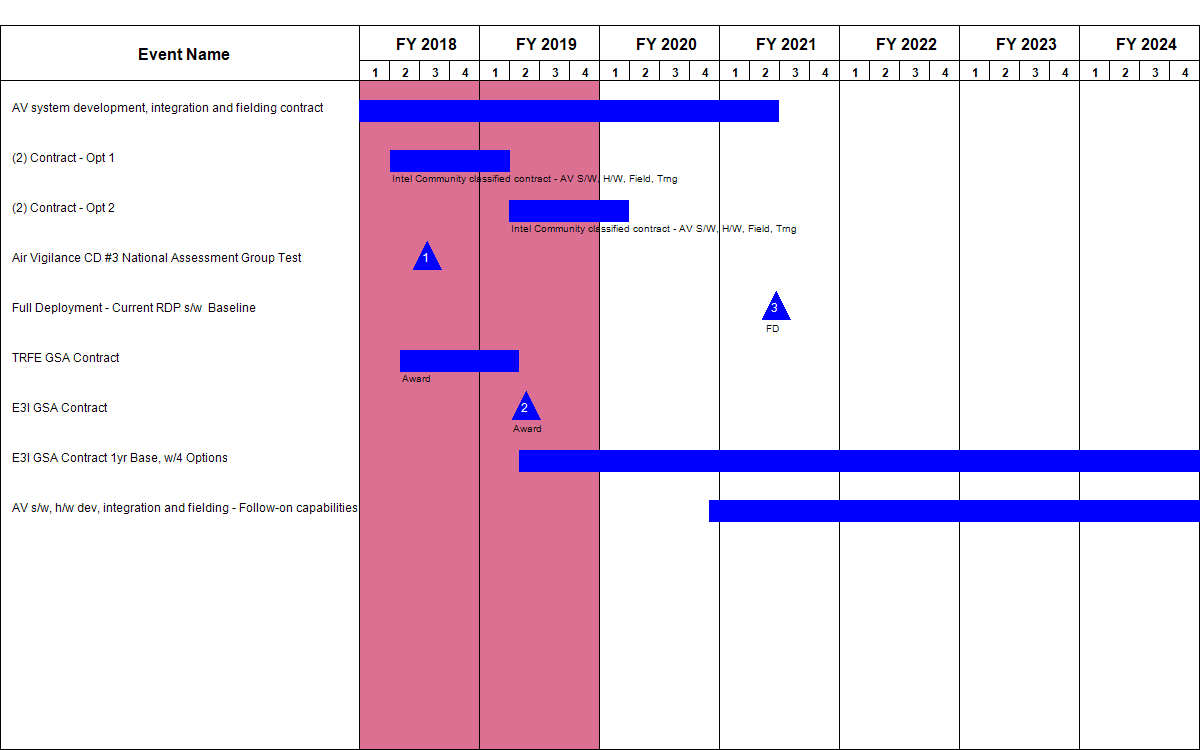 Event Name
FY 2018 FY 2019 FY 2020 FY 2021 FY 2022 FY 2023 FY 2024
1 2 3 4 1 2 3 4 1 2 3 4 1 2 3 4 1 2 3 4 1 2 3 4 1 2 3 4
AV system development, integration and fielding contract
(2) Contract - Opt 1
Intel Community classified contract - AV S/W, H/W, Field, Trng
(2) Contract - Opt 2
Intel Community classified contract - AV S/W, H/W, Field, Trng
Air Vigilance CD #3 National Assessment Group Test
1
Full Deployment - Current RDP s/w Baseline
3
FD
TRFE GSA Contract
Award
E3I GSA Contract
2
Award
E3I GSA Contract 1yr Base, w/4 Options
AV s/w, h/w dev, integration and fielding - Follow-on capabilities